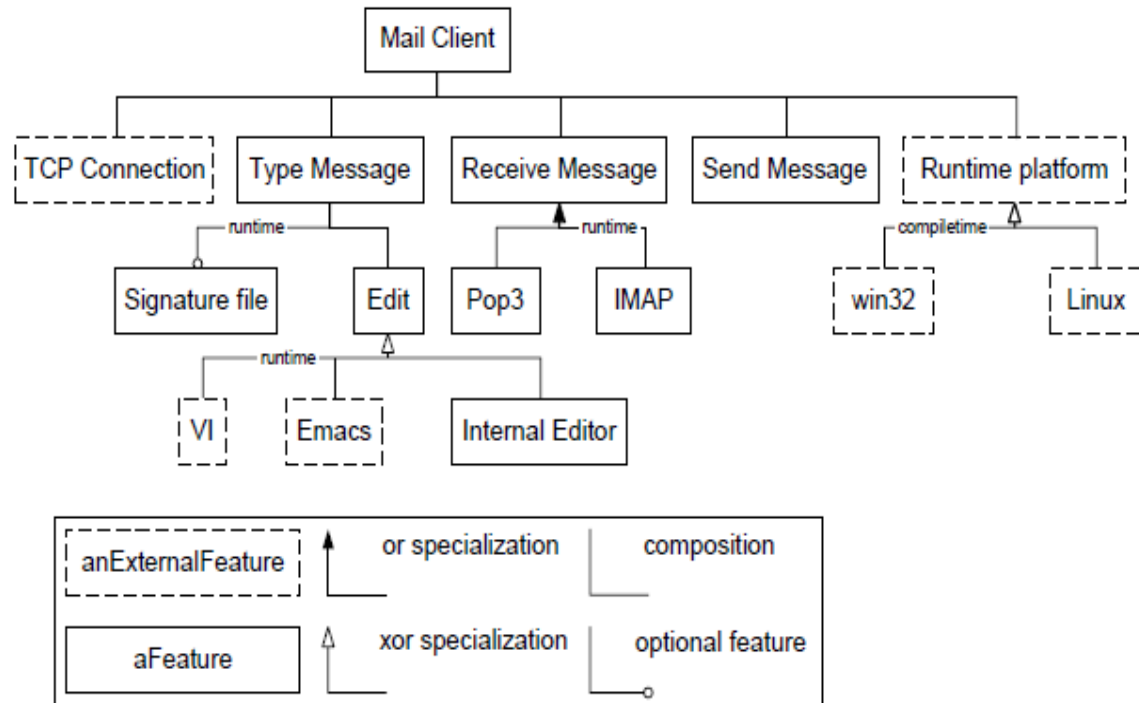 Mail Client
TCP Connection
Type Message
Receive Message
Send Message
Runtime platform
runtime
runtime
compiletime
Signature file
Edit
Pop3
IMAP
win32
Linux
runtime
VI
Emacs
Internal Editor
anExternalFeature
or specialization
composition
aFeature
xor specialization
optional feature